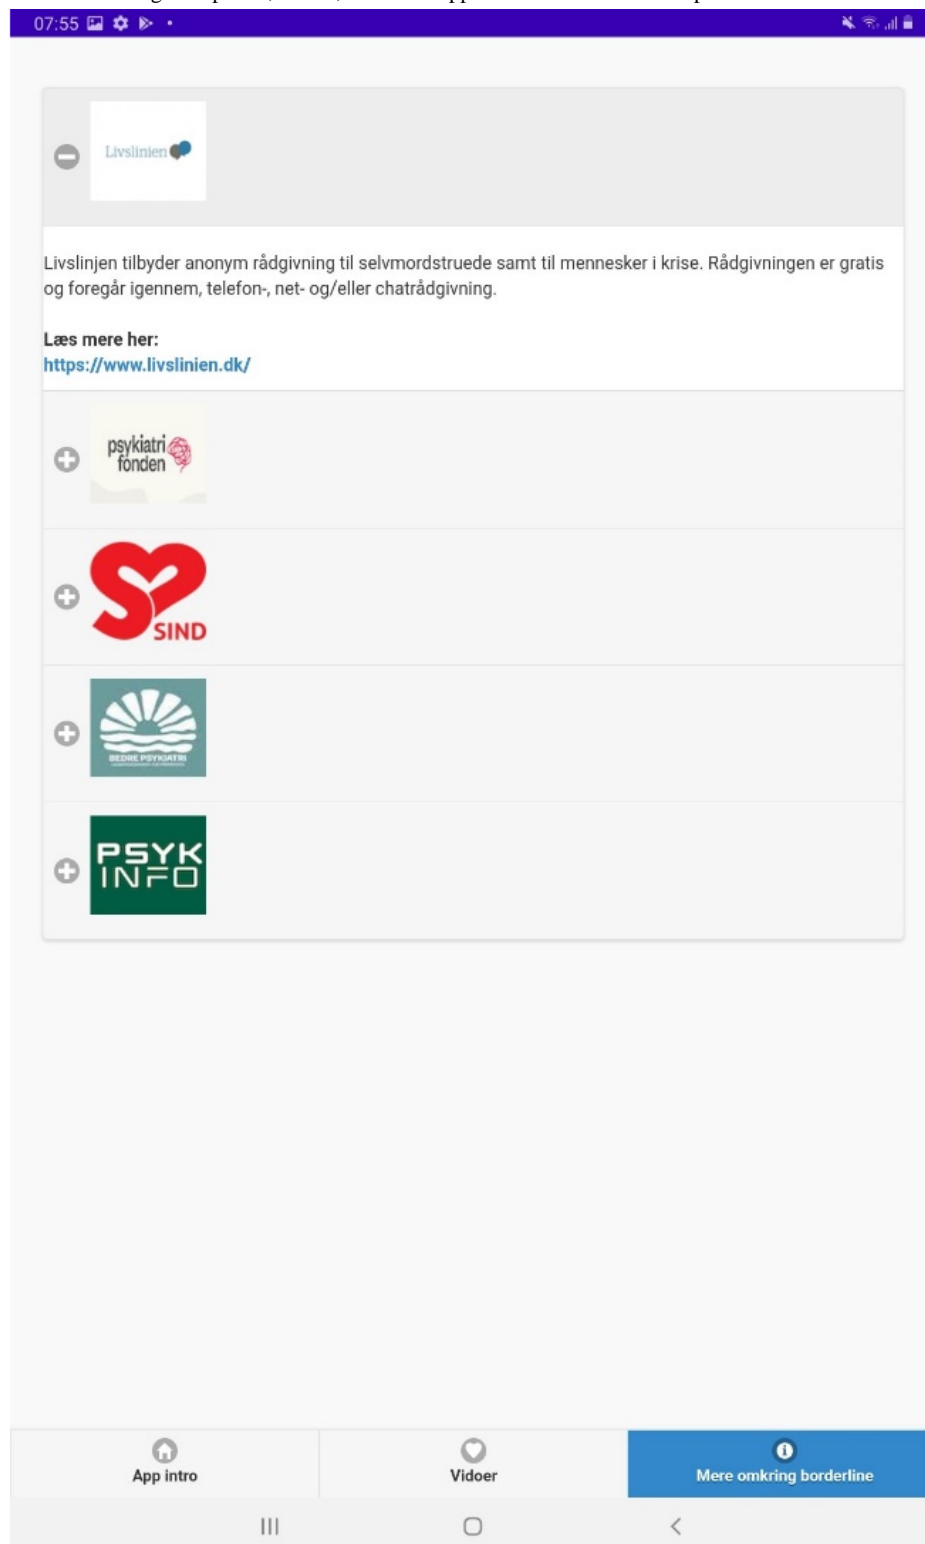 07:55
Livslinien
Livslinjen tilbyder anonym rådgivning til selvmordstruede samt til mennesker i krise. Rådgivningen er gratis
og foregår igennem, telefon-, net- og/eller chatrådgivning.
Læs mere her:
https://www.livslinien.dk/
psykiatri
fonden
SIND
BEDRE PSYKIATRI
PSYK
INFO
App intro
Vidoer
Mere omkring borderline